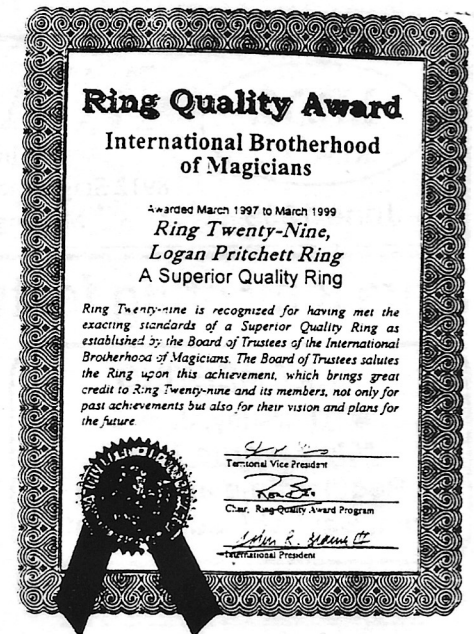 Ring Quality Award
International Brotherhood
of Magicians
Awarded March 1997 to March 1999
Ring Twenty-Nine,
Logan Pritchett Ring
A Superior Quality Ring
Ring Twenty-nine is recognized for having met the
exacting standards of a Superior Quality Ring as
established by the Board of Trustees of the International
Brotherhood of Magicians. The Board of Trustees salutes
the Ring upon this achievement, which brings great
credit to Ring Twenty-nine and its members, not only for
past achievements but also for their vision and plans for
the future.
Territorial Vice President
Chair, Ring Quality Award Program
John R.
International President